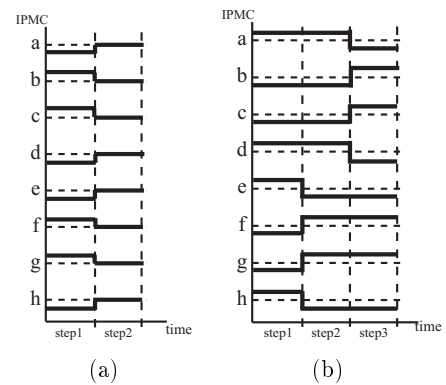 IPMC
a
b
c
d
e
f
g
h
step1 step2 time
(a)
IPMC
a
b
c
d
e
f
g
h
step1 step2 step3 time
(b)